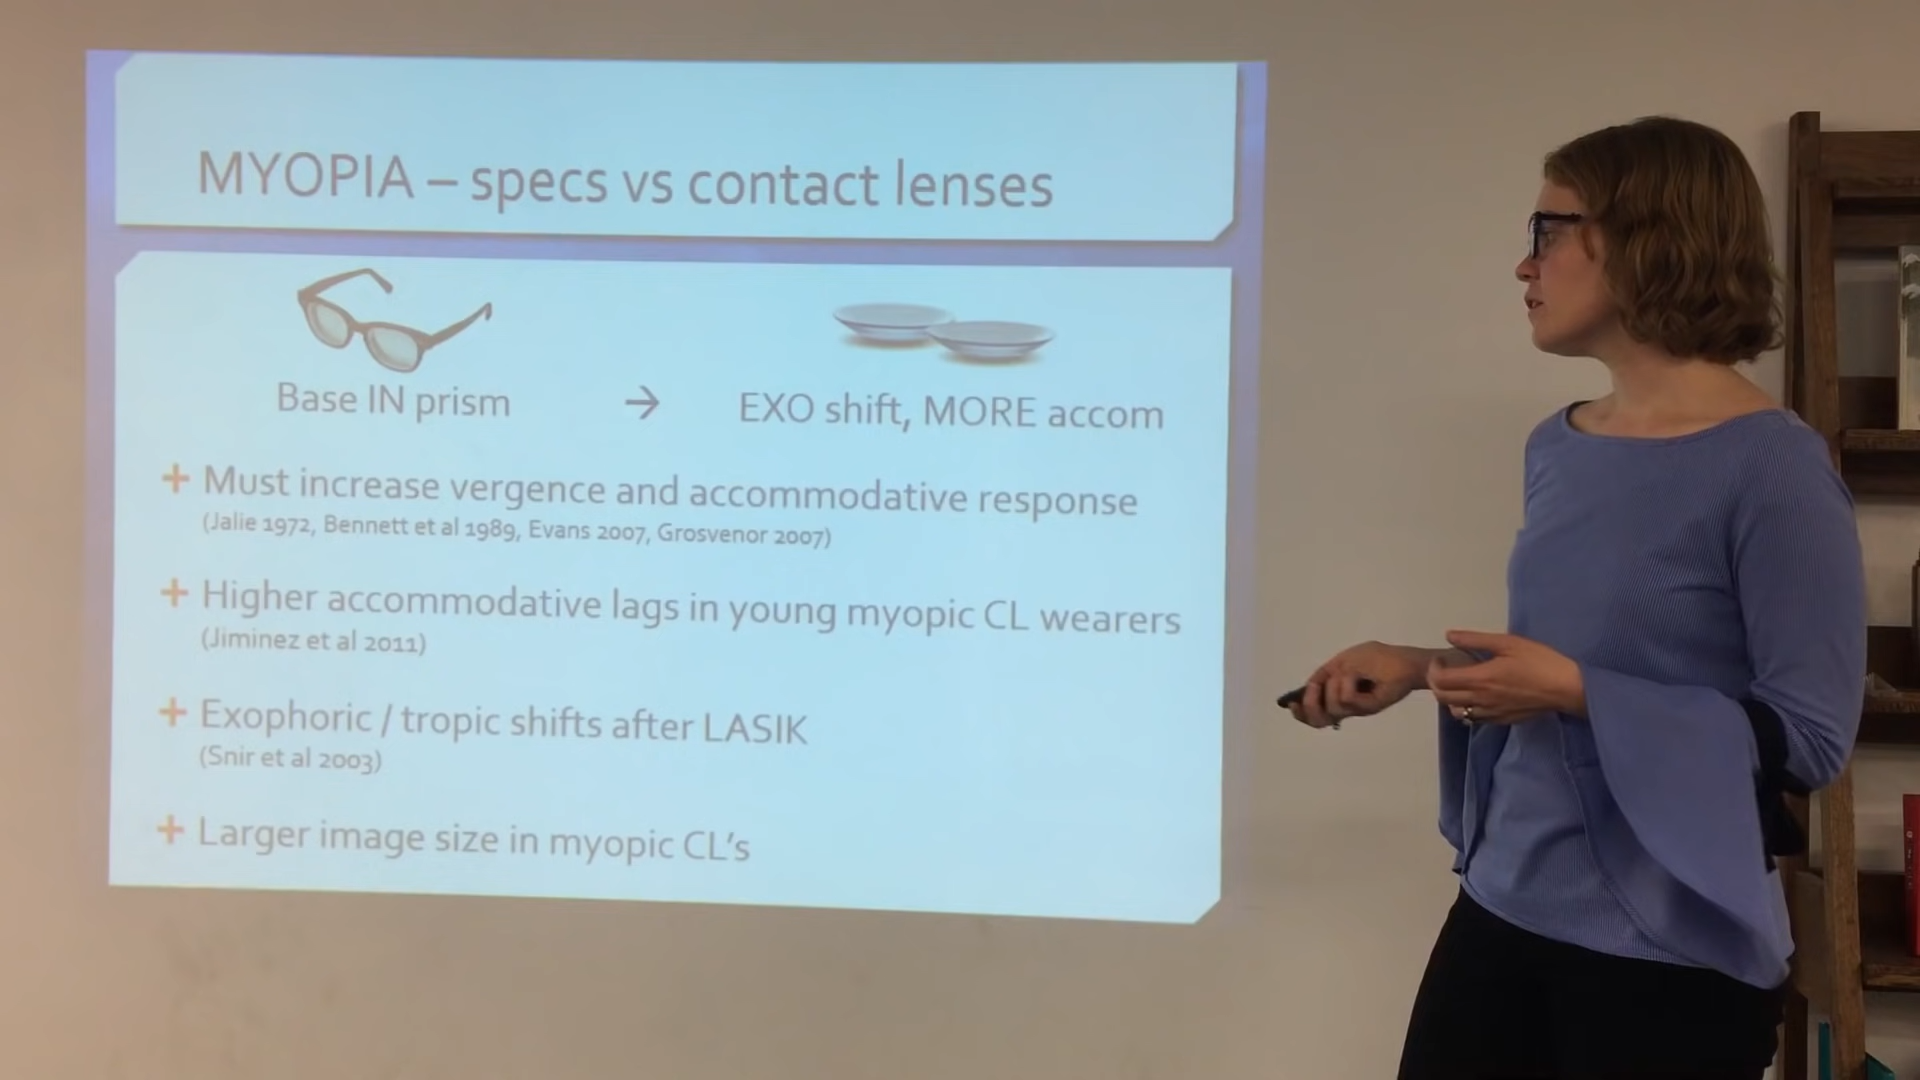 MYOPIA – specs vs contact lenses
Base IN prism → EXO shift, MORE accom
+ Must increase vergence and accommodative response
(Jalie 1972, Bennett et al 1989, Evans 2007, Grosvenor 2007)
+ Higher accommodative lags in young myopic CL wearers
(Jiminez et al 2011)
+ Exophoric / tropic shifts after LASIK
(Snir et al 2003)
+ Larger image size in myopic CL's